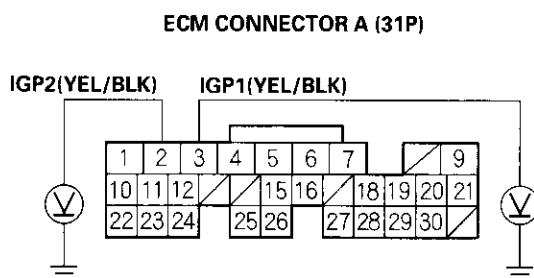 ECM CONNECTOR A (31P)
IGP2(YEL/BLK) IGP1(YEL/BLK)
1 2 3 4 5 6 7 9
10 11 12 15 16 18 19 20 21
22 23 24 25 26 27 28 29 30
V V